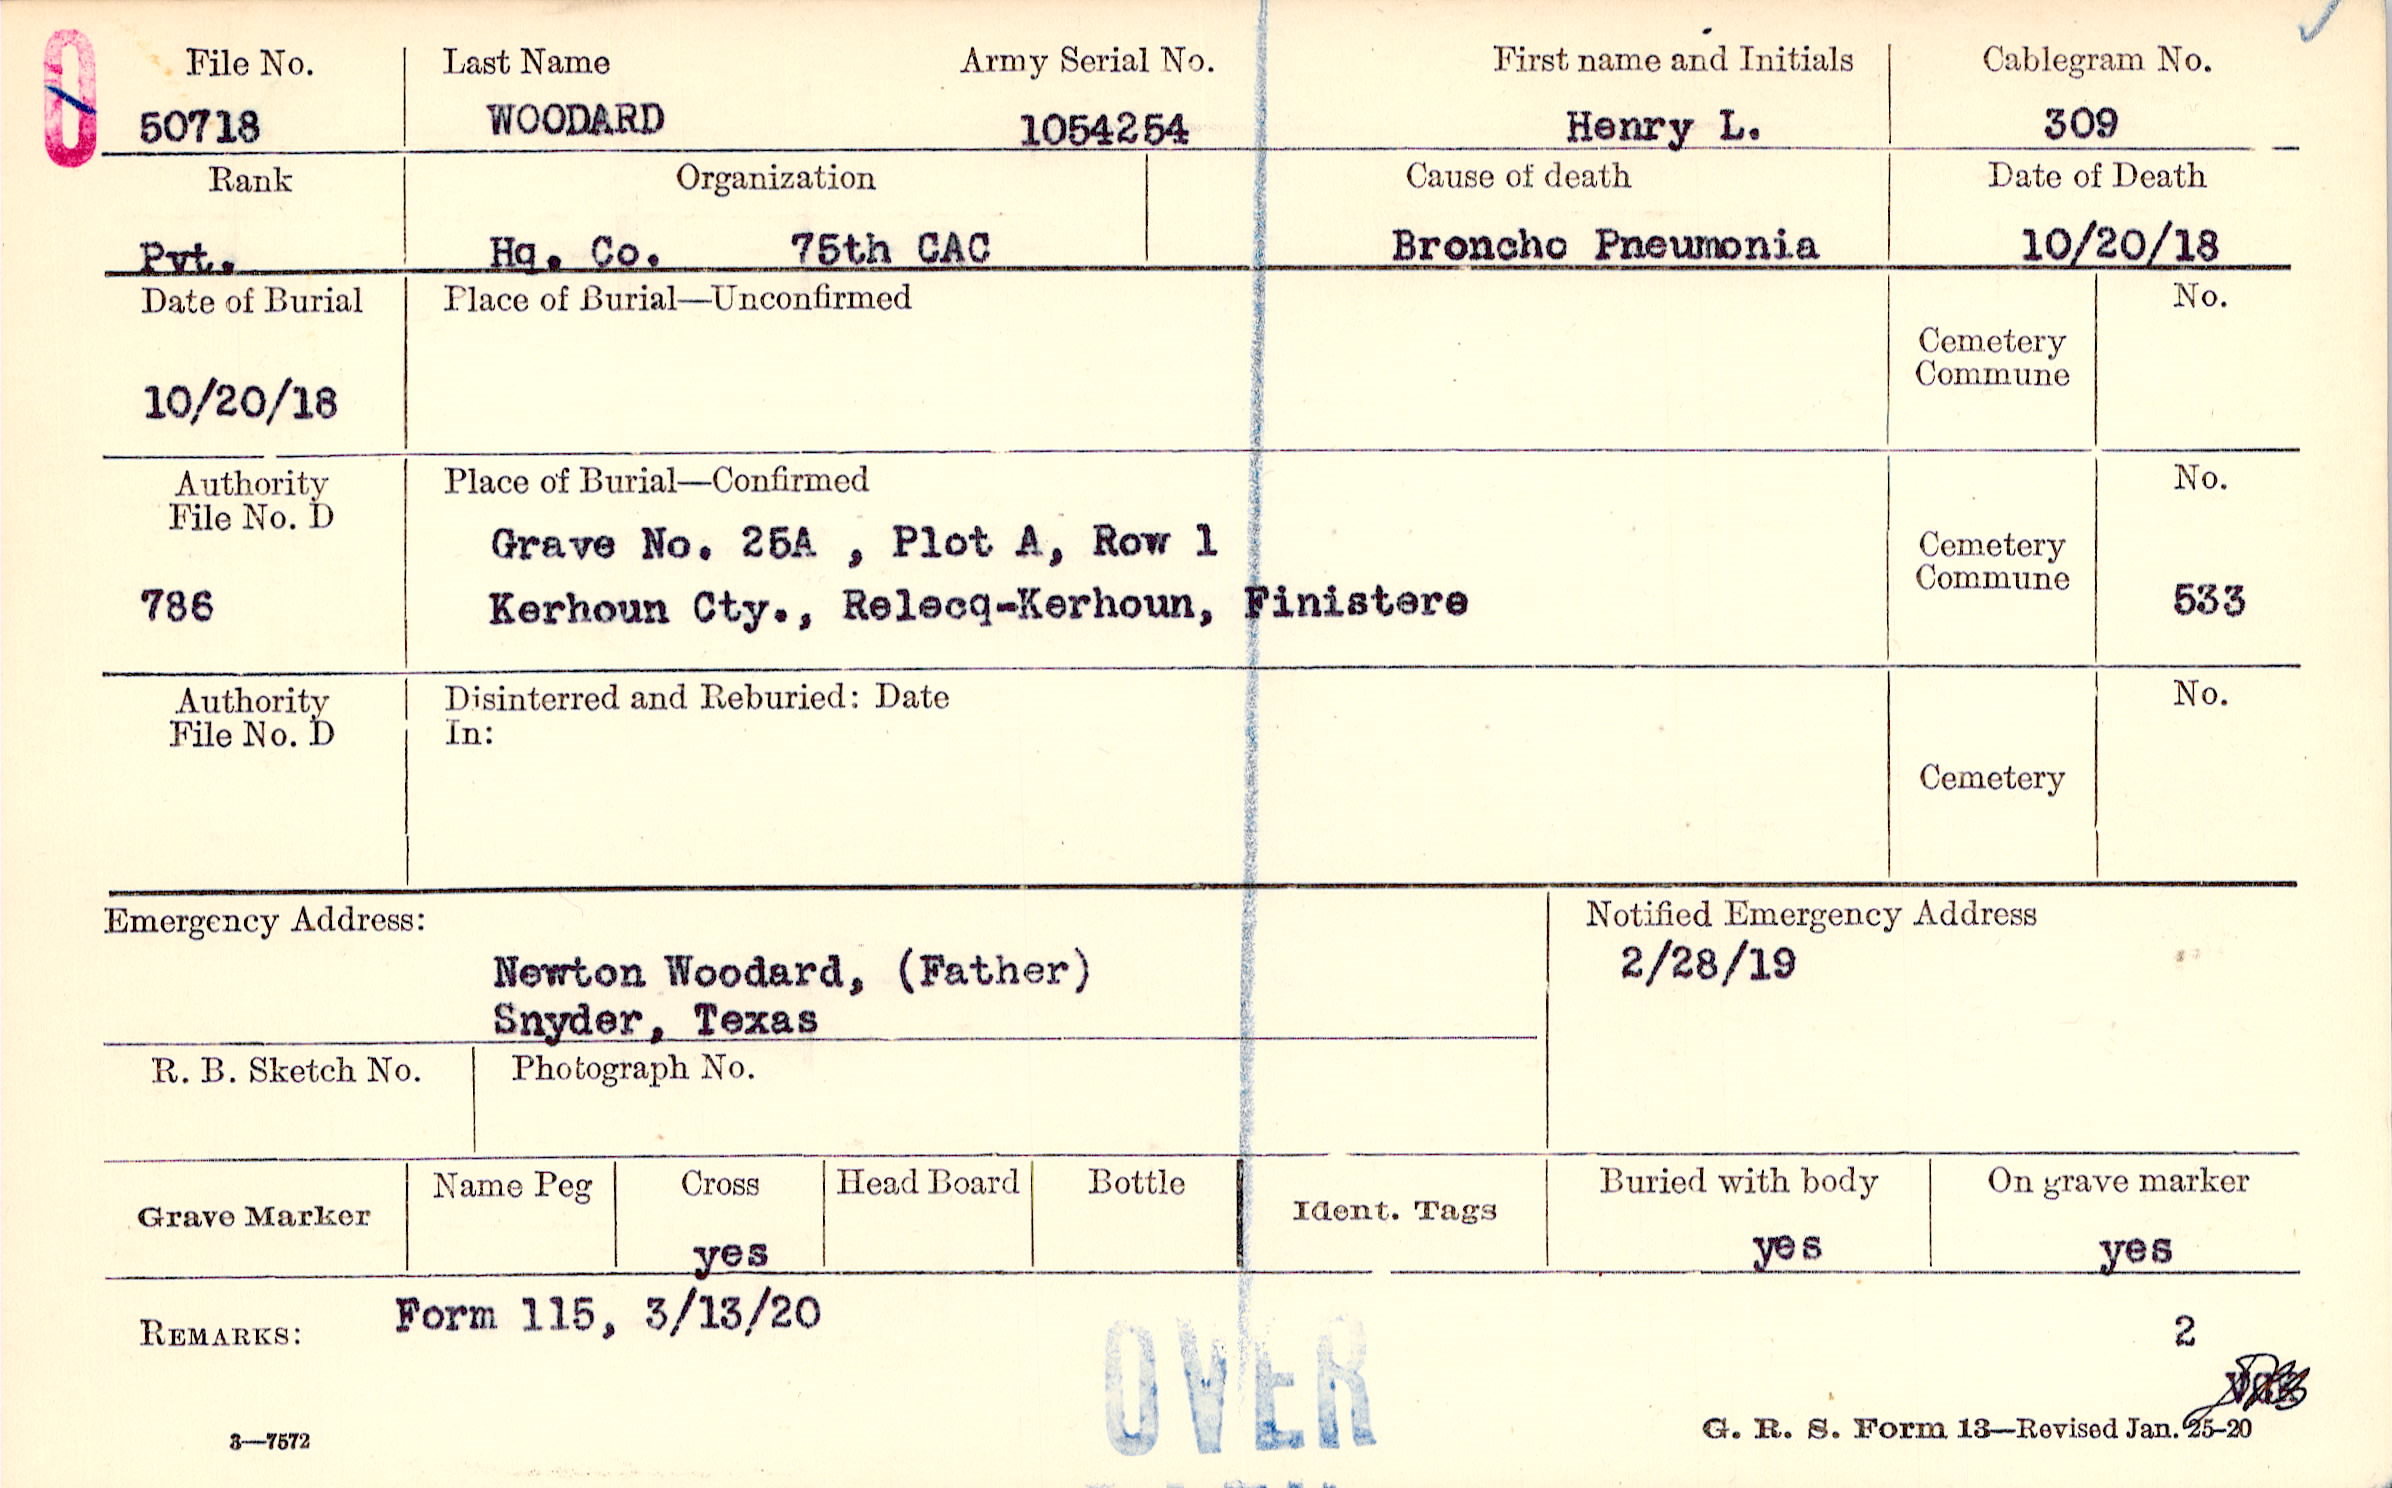 File No. Last Name Army Serial No. First name and Initials Cablegram No.
50718 WOODARD 1054254 Henry L. 309
Rank Organization Cause of death Date of Death
Pvt. Hq. Co. 75th CAC Broncho Pneumonia 10/20/18
Date of Burial Place of Burial—Unconfirmed No.
Cemetery
Commune
10/20/18
Authority Place of Burial—Confirmed No.
File No. D
Grave No. 25A , Plot A, Row 1 Cemetery
Commune
786 Kerhoun Cty., Relecq-Kerhoun, Finistere 533
Authority Disinterred and Reburied: Date No.
File No. D In:
Cemetery
Emergency Address: Notified Emergency Address
Newton Woodard, (Father) 2/28/19
Snyder, Texas
R. B. Sketch No. Photograph No.
Name Peg Cross Head Board Bottle Buried with body On grave marker
Grave Marker Ident. Tags
yes yes yes
REMARKS: Form 115, 3/13/20 2
OVER
3—7572 G. R. S. Form 13—Revised Jan. 25-20